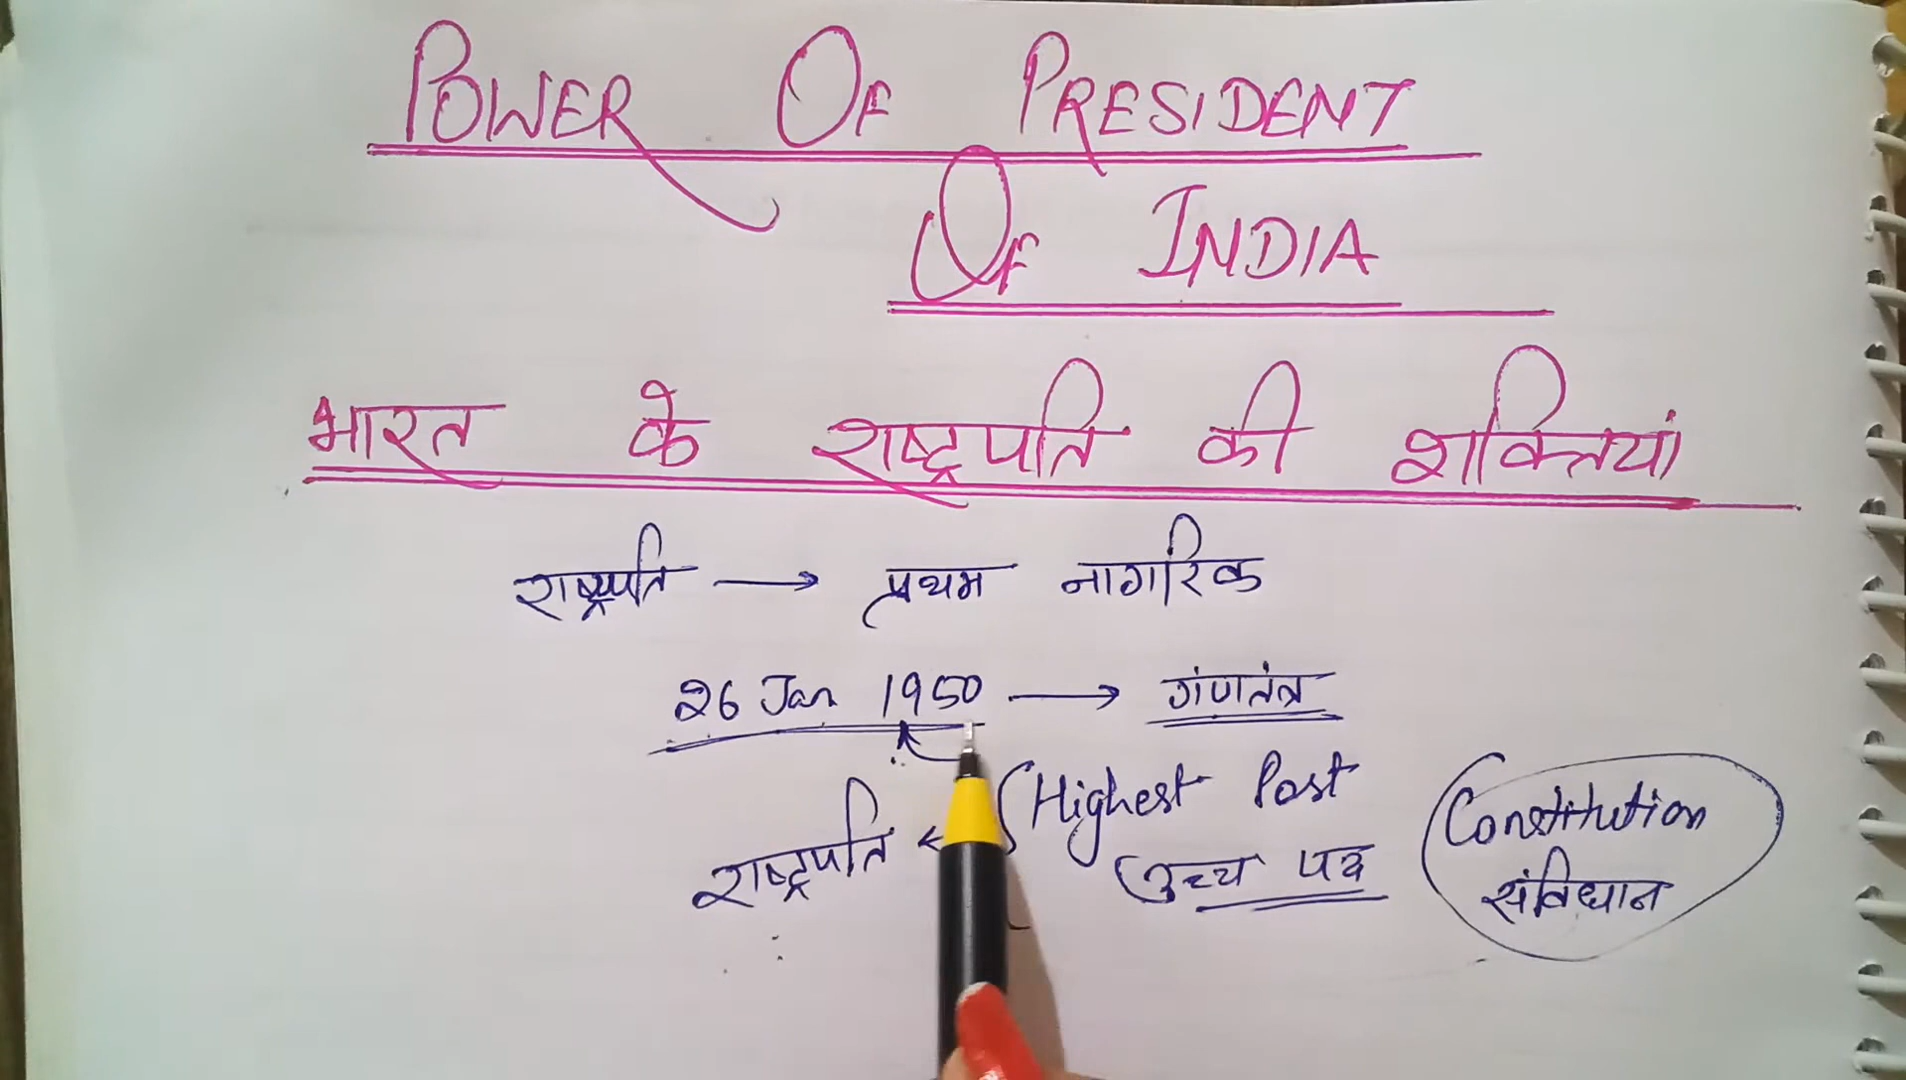 POWER OF PRESIDENT
OF INDIA
भारत के राष्ट्रपति की शक्तियां
राष्ट्रपति → प्रथम नागरिक
26 Jan 1950 → गंणतंत्र
Highest Post
राष्ट्रपति ← उच्च पद
Constitution
संविधान